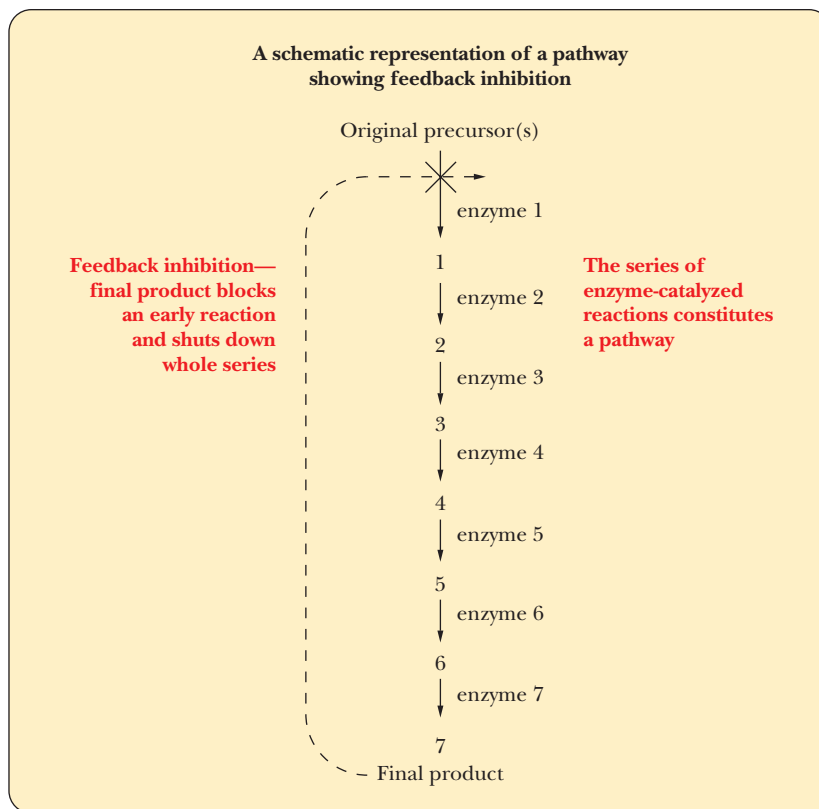 A schematic representation of a pathway
showing feedback inhibition
Original precursor(s)
enzyme 1
Feedback inhibition—
final product blocks
an early reaction
and shuts down
whole series
1
The series of
enzyme-catalyzed
reactions constitutes
a pathway
enzyme 2
2
enzyme 3
3
enzyme 4
4
enzyme 5
5
enzyme 6
6
enzyme 7
7
Final product